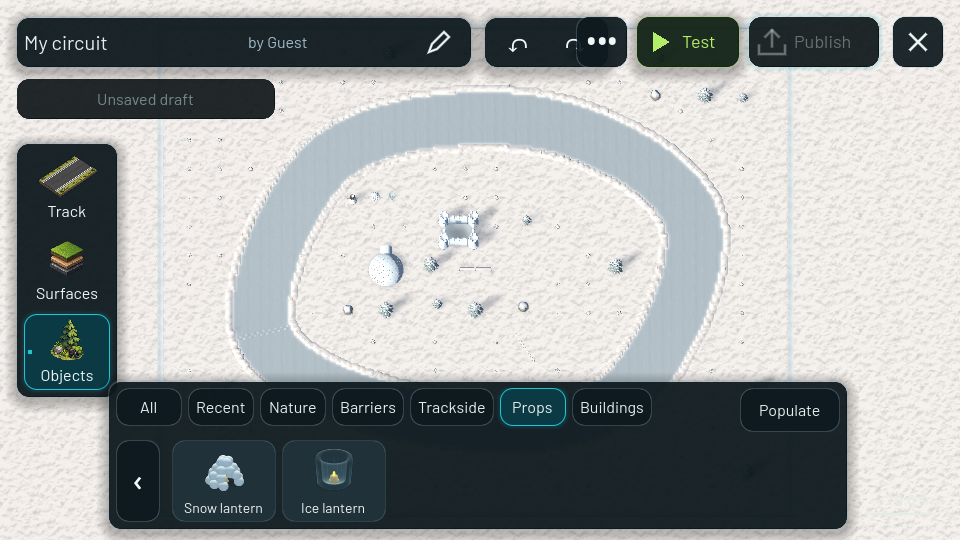 My circuit
by Guest
Test
Publish
Unsaved draft
Track
Surfaces
Objects
All
Recent
Nature
Barriers
Trackside
Props
Buildings
Populate
Snow lantern
Ice lantern